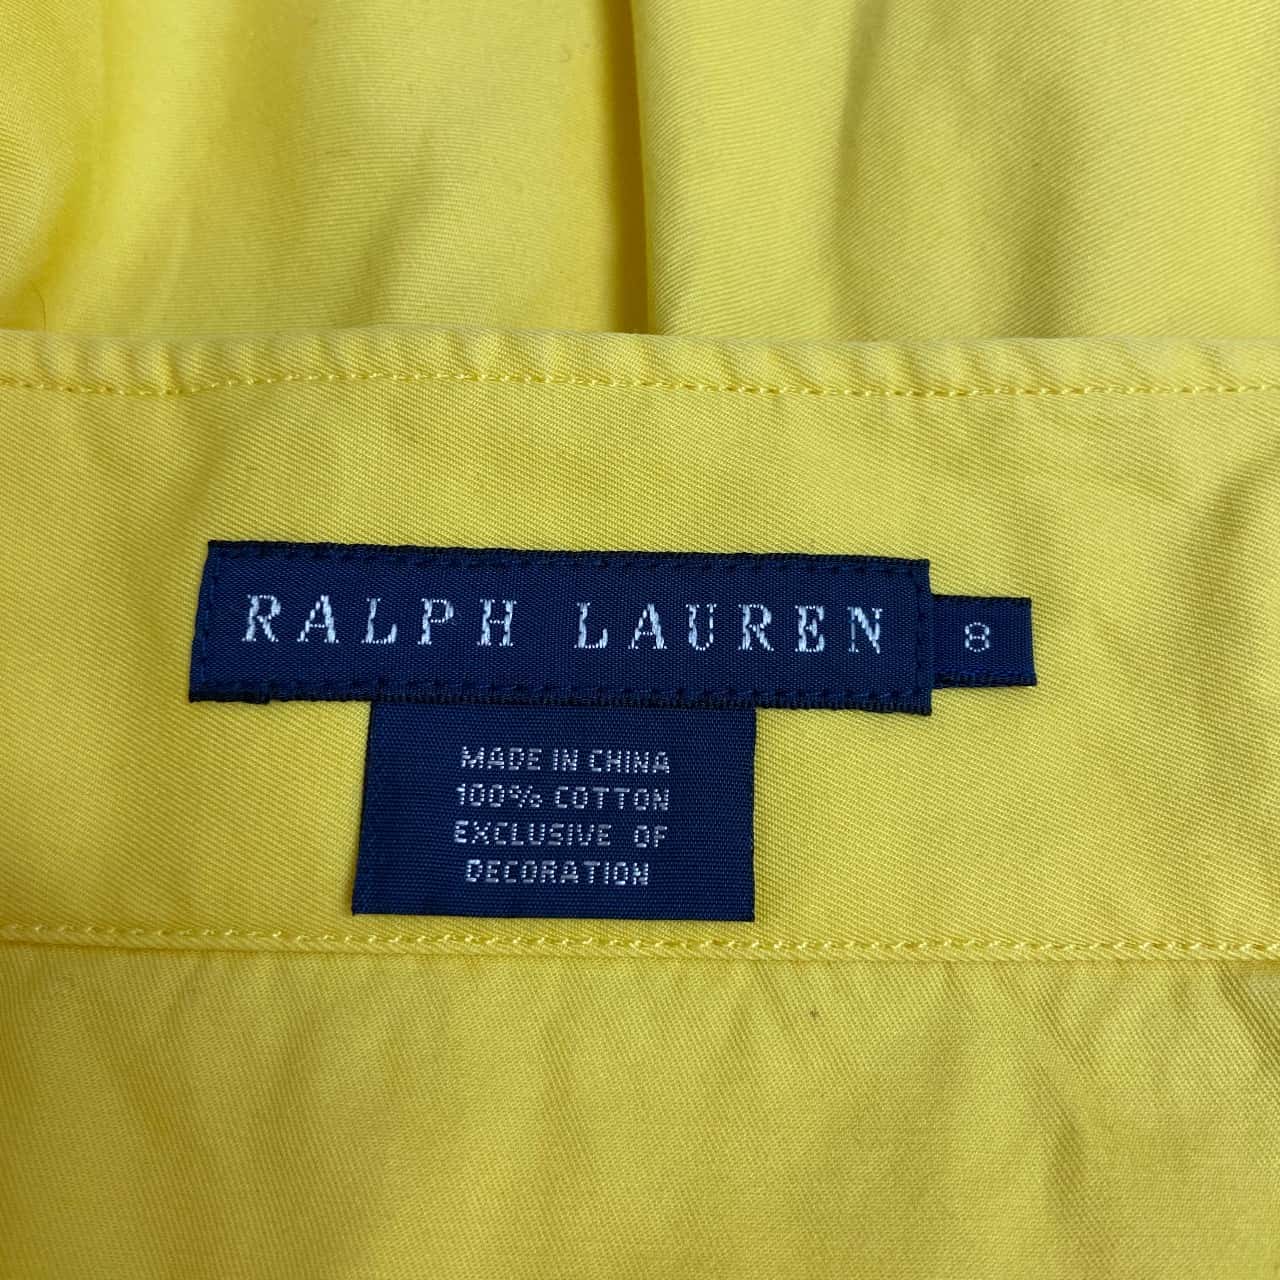 RALPH LAUREN 8
MADE IN CHINA
100% COTTON
EXCLUSIVE OF
DECORATION